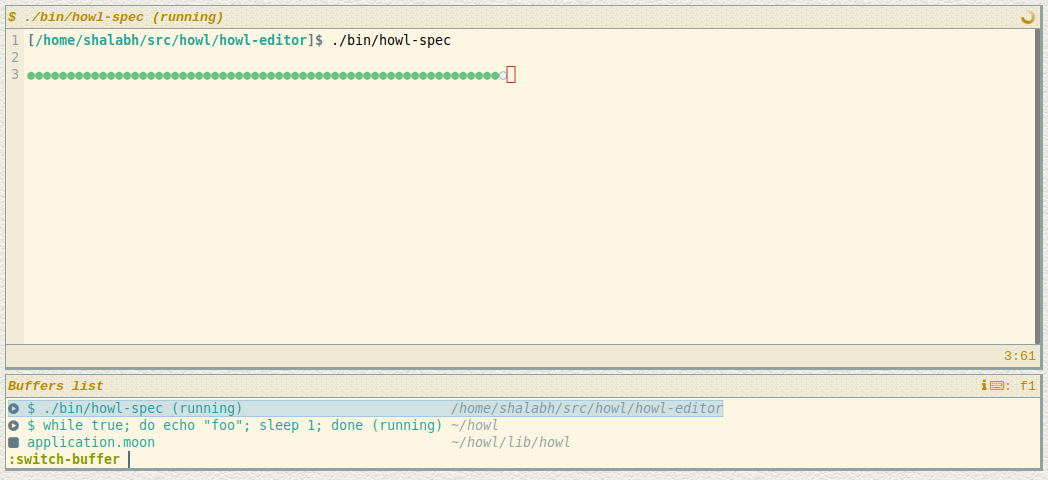 $ ./bin/howl-spec (running)
1 [/home/shalabh/src/howl/howl-editor]$ ./bin/howl-spec
2
3 ●●●●●●●●●●●●●●●●●●●●●●●●●●●●●●●●●●●●●●●●●●●●●●●●●●●●●●●●●●●○
3:61
Buffers list : f1
$ ./bin/howl-spec (running) /home/shalabh/src/howl/howl-editor
$ while true; do echo "foo"; sleep 1; done (running) ~/howl
application.moon ~/howl/lib/howl
:switch-buffer